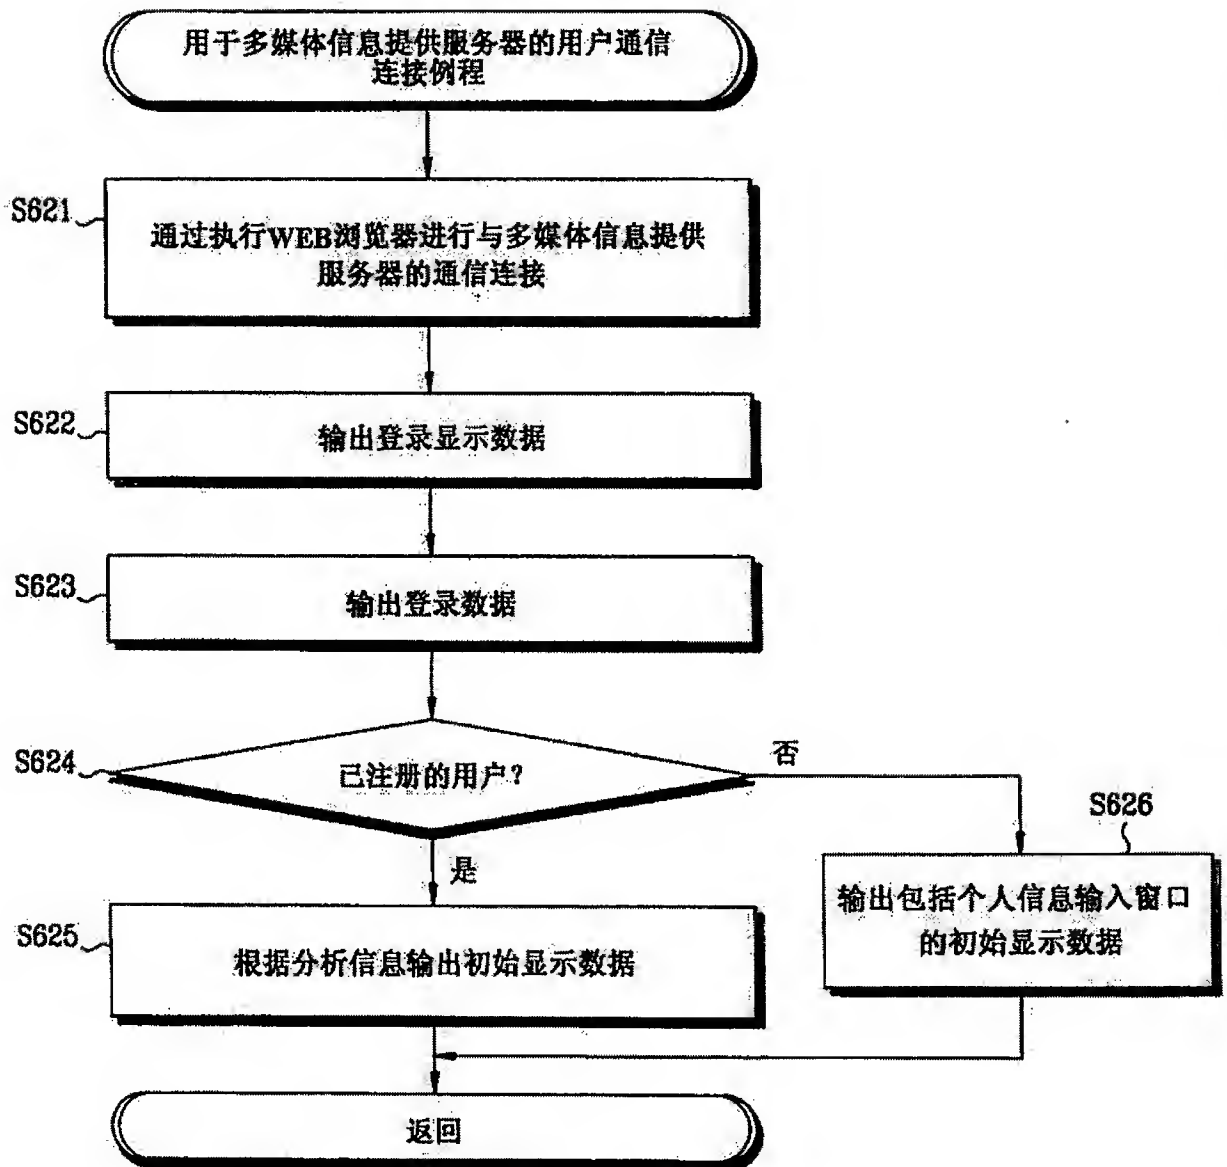 用于多媒体信息提供服务器的用户通信
连接例程
S621
通过执行WEB浏览器进行与多媒体信息提供
服务器的通信连接
S622
输出登录显示数据
S623
输出登录数据
S624
已注册的用户?
否
S626
是
输出包括个人信息输入窗口
的初始显示数据
S625
根据分析信息输出初始显示数据
返回